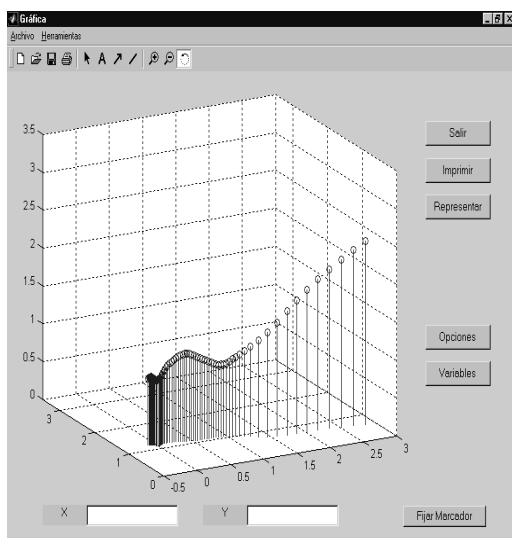 Gráfica
Archivo Herramientas
A
3.5
3
2.5
2
1.5
1
0.5
0
3
2
1
0
-0.5
0
0.5
1
1.5
2
2.5
3
Salir
Imprimir
Representar
Opciones
Variables
X
Y
Fijar Marcador